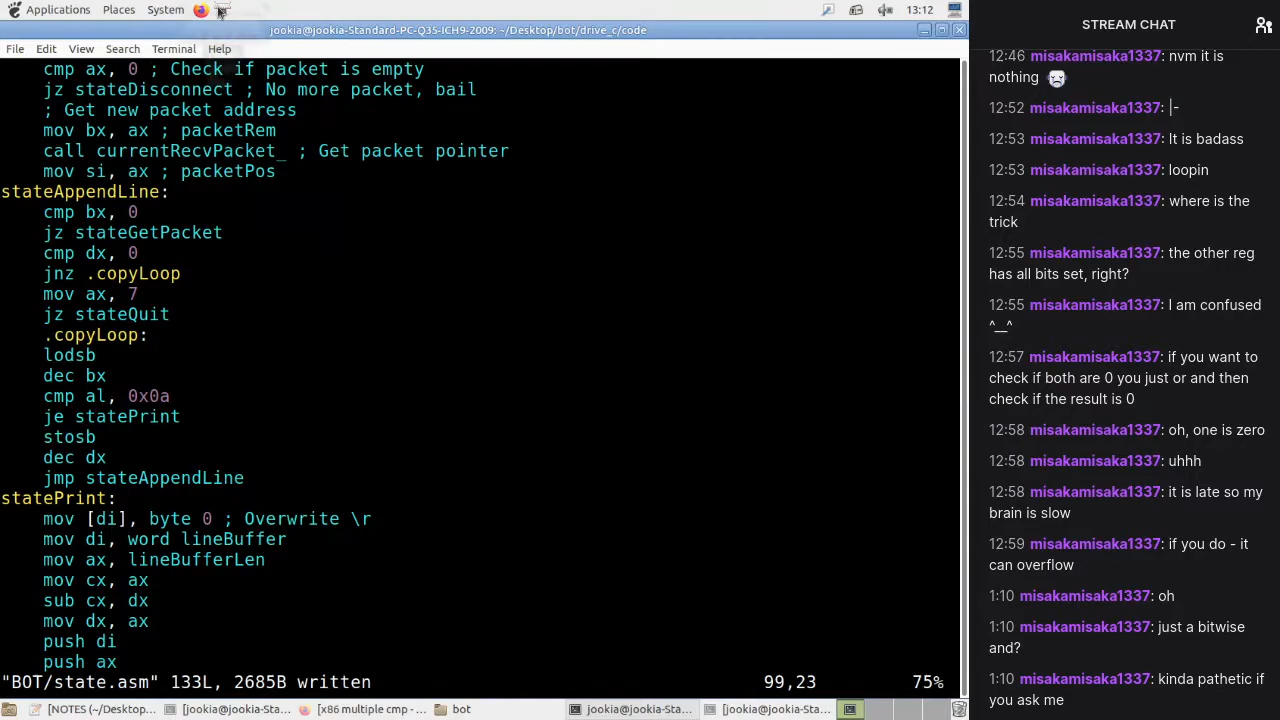 Applications Places System 13:12
jookia@jookia-Standard-PC-Q35-ICH9-2009: ~/Desktop/bot/drive_c/code
File Edit View Search Terminal Help
cmp ax, 0 ; Check if packet is empty
jz stateDisconnect ; No more packet, bail
; Get new packet address
mov bx, ax ; packetRem
call currentRecvPacket_ ; Get packet pointer
mov si, ax ; packetPos
stateAppendLine:
cmp bx, 0
jz stateGetPacket
cmp dx, 0
jnz .copyLoop
mov ax, 7
jz stateQuit
.copyLoop:
lodsb
dec bx
cmp al, 0x0a
je statePrint
stosb
dec dx
jmp stateAppendLine
statePrint:
mov [di], byte 0 ; Overwrite \r
mov di, word lineBuffer
mov ax, lineBufferLen
mov cx, ax
sub cx, dx
mov dx, ax
push di
push ax
"BOT/state.asm" 133L, 2685B written 99,23 75%
[NOTES (~/Desktop... [jookia@jookia-Sta... [x86 multiple cmp -... bot jookia@jookia-Sta... [jookia@jookia-Sta...
STREAM CHAT
12:46 misakamisaka1337: nvm it is
nothing
12:52 misakamisaka1337: |-
12:53 misakamisaka1337: It is badass
12:53 misakamisaka1337: loopin
12:54 misakamisaka1337: where is the
trick
12:55 misakamisaka1337: the other reg
has all bits set, right?
12:55 misakamisaka1337: I am confused
^__^
12:57 misakamisaka1337: if you want to
check if both are 0 you just or and then
check if the result is 0
12:58 misakamisaka1337: oh, one is zero
12:58 misakamisaka1337: uhhh
12:58 misakamisaka1337: it is late so my
brain is slow
12:59 misakamisaka1337: if you do - it
can overflow
1:10 misakamisaka1337: oh
1:10 misakamisaka1337: just a bitwise
and?
1:10 misakamisaka1337: kinda pathetic if
you ask me